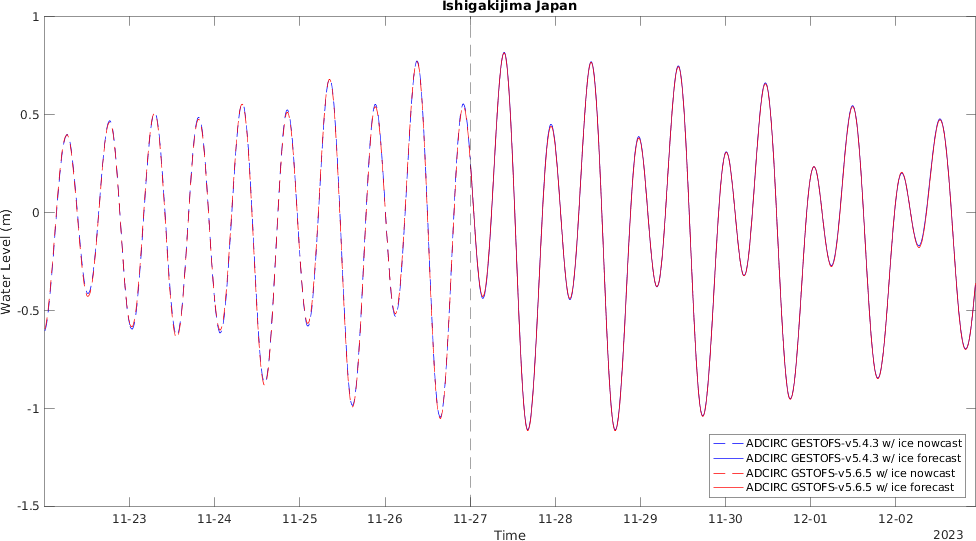 Ishigakijima Japan
1
0.5
0
-0.5
-1
-1.5
Water Level (m)
ADCIRC GESTOFS-v5.4.3 w/ ice nowcast
ADCIRC GESTOFS-v5.4.3 w/ ice forecast
ADCIRC GSTOFS-v5.6.5 w/ ice nowcast
ADCIRC GSTOFS-v5.6.5 w/ ice forecast
11-23 11-24 11-25 11-26 11-27 11-28 11-29 11-30 12-01 12-02
Time
2023